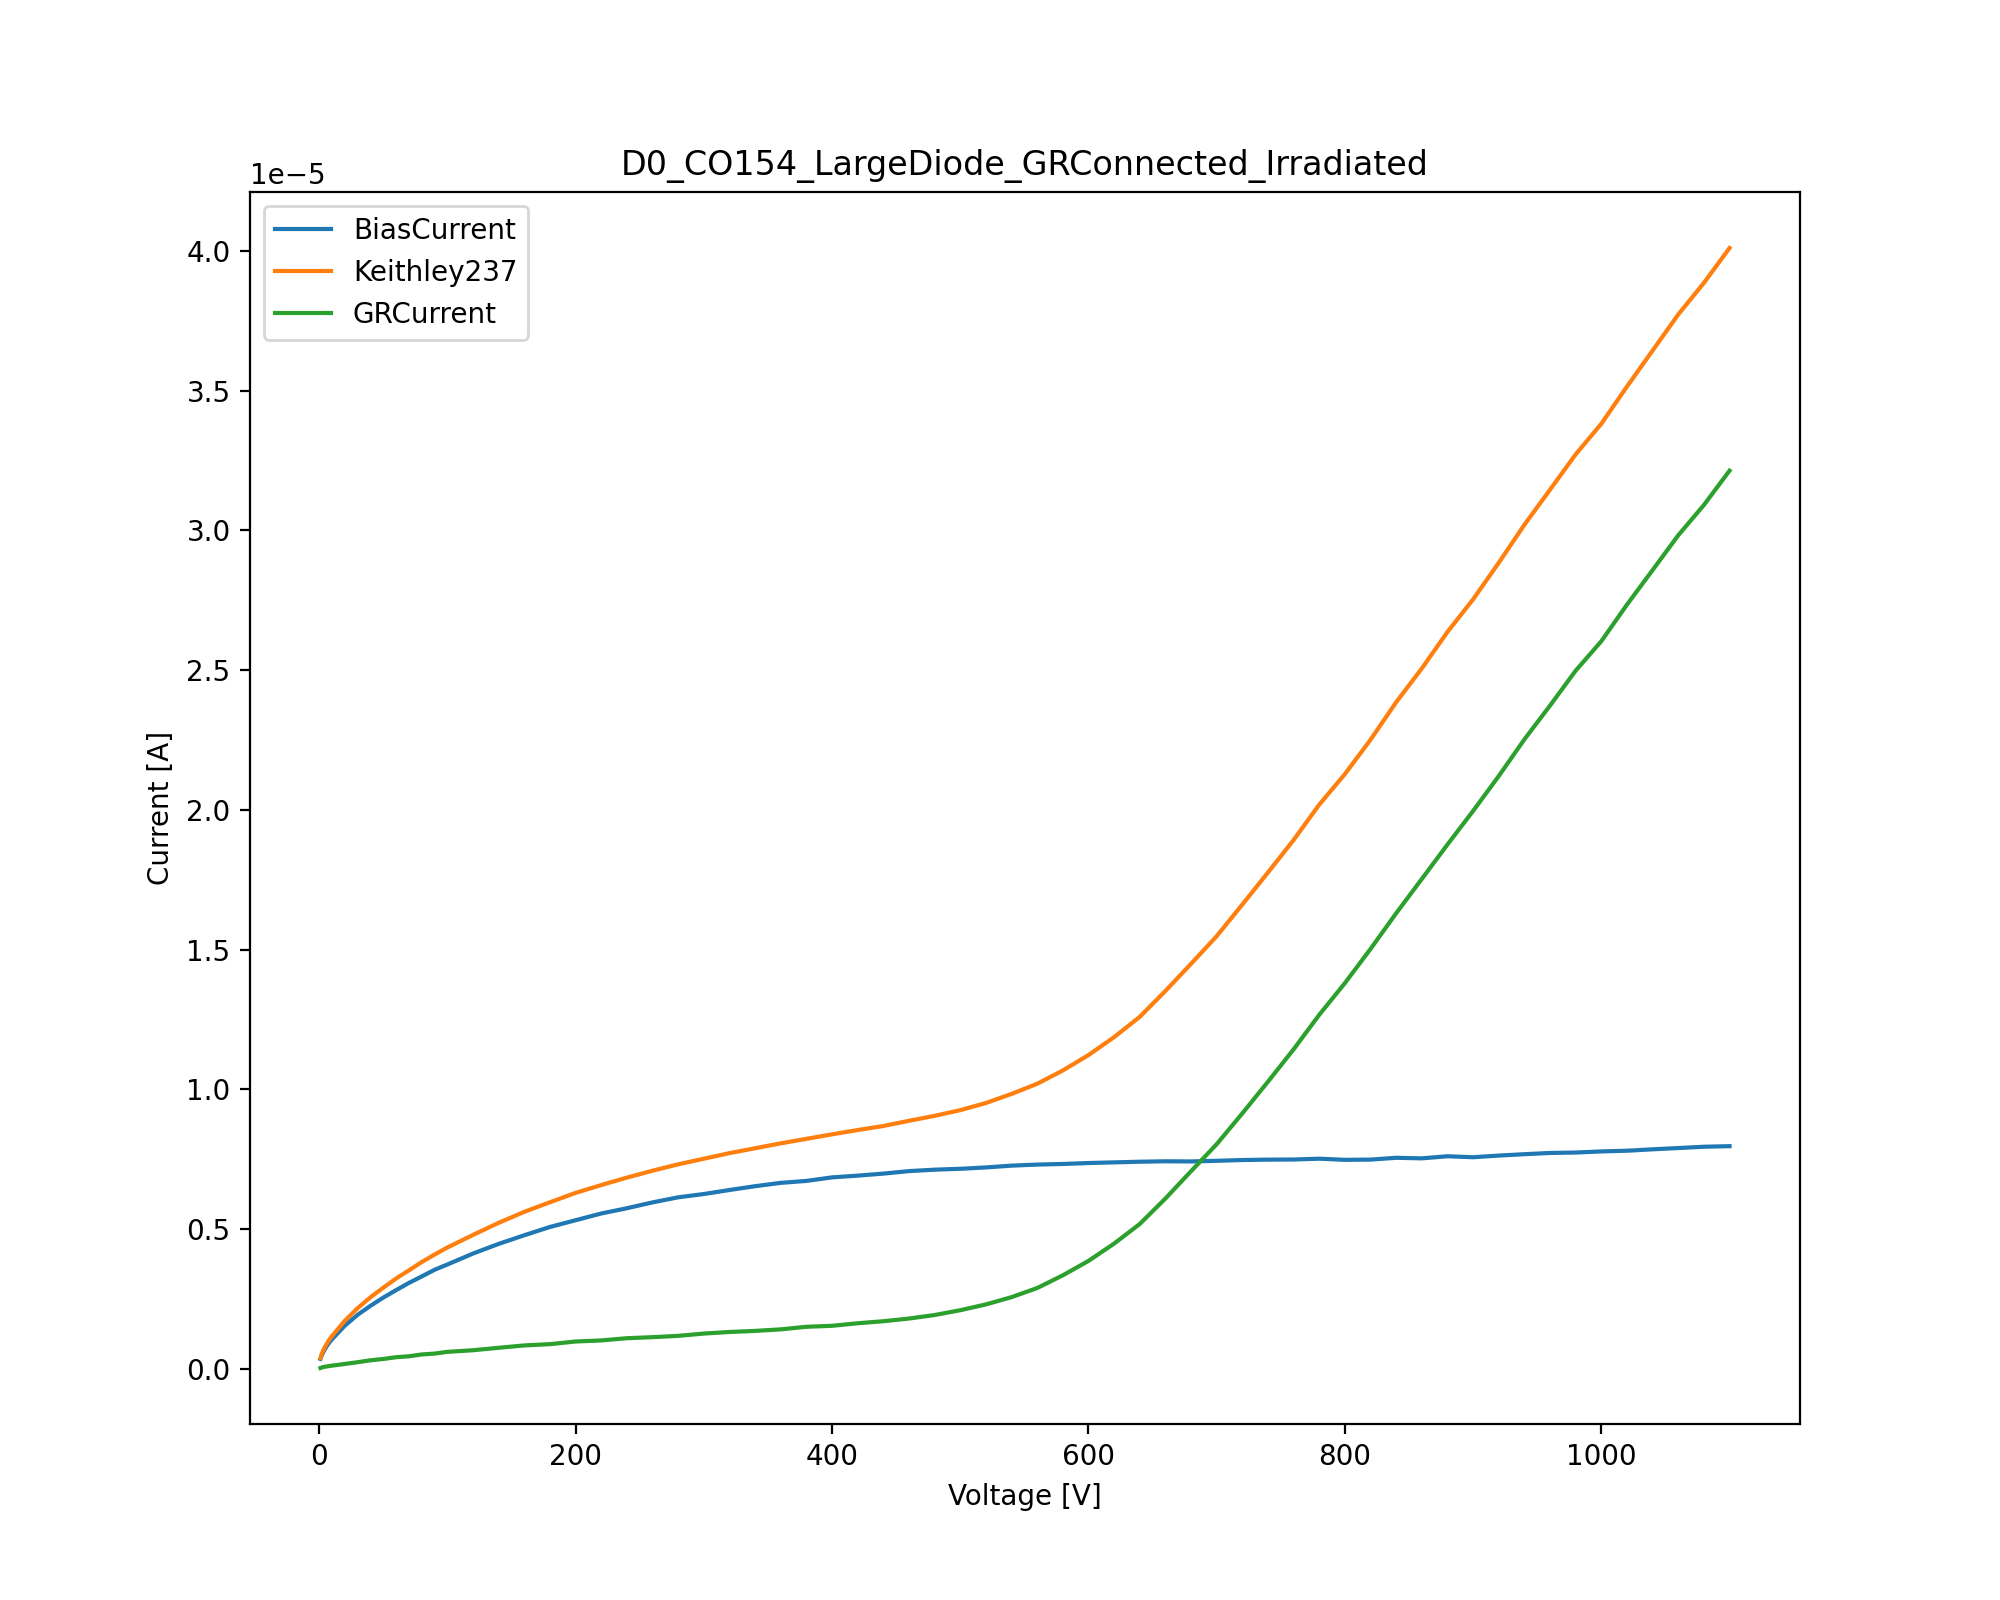 D0_CO154_LargeDiode_GRConnected_Irradiated
1e−5
BiasCurrent
Keithley237
GRCurrent
4.0
3.5
3.0
2.5
2.0
1.5
1.0
0.5
0.0
Current [A]
0 200 400 600 800 1000
Voltage [V]